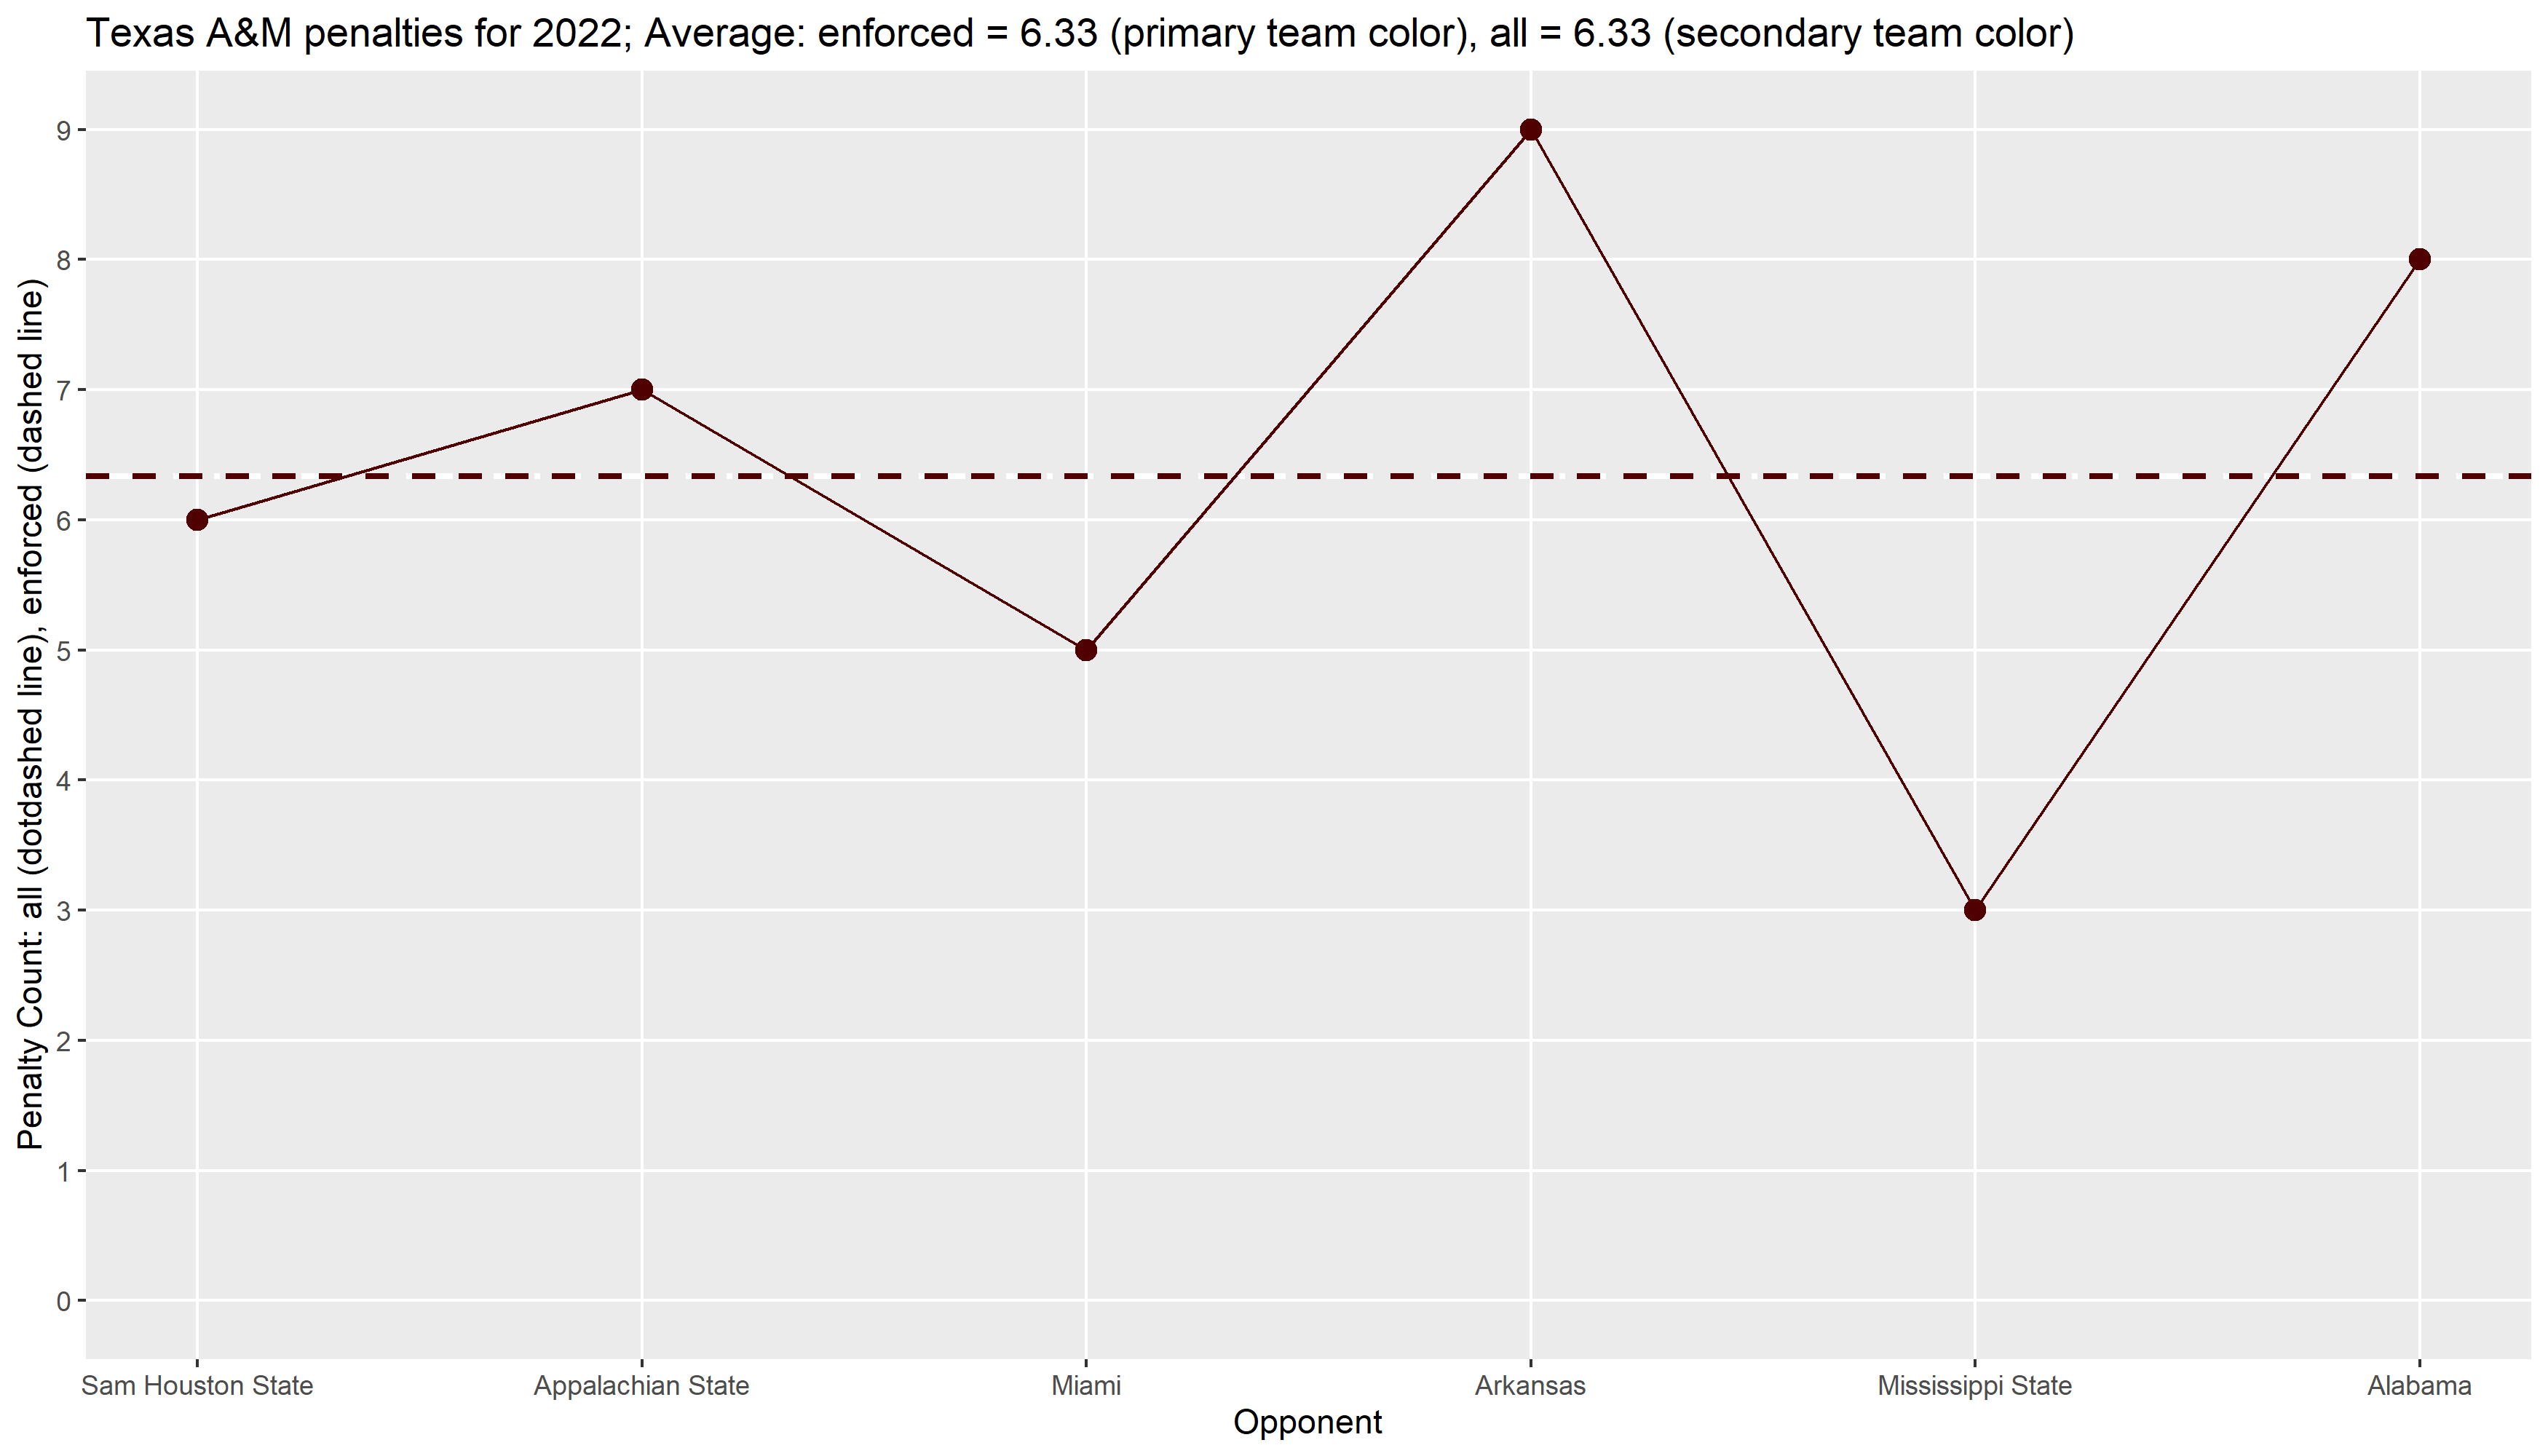 Texas A&M penalties for 2022; Average: enforced = 6.33 (primary team color), all = 6.33 (secondary team color)
Penalty Count: all (dotdashed line), enforced (dashed line)
9
8
7
6
5
4
3
2
1
0
Sam Houston State
Appalachian State
Miami
Arkansas
Mississippi State
Alabama
Opponent